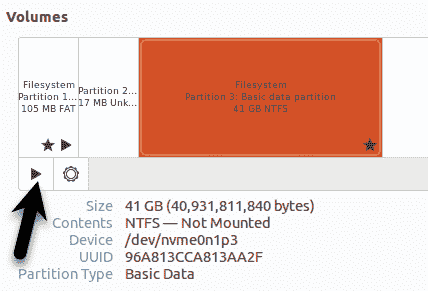 Volumes
Filesystem
Partition 1...
105 MB FAT
Partition 2...
17 MB Unk...
Filesystem
Partition 3: Basic data partition
41 GB NTFS
Size 41 GB (40,931,811,840 bytes)
Contents NTFS — Not Mounted
Device /dev/nvme0n1p3
UUID 96A813CCA813AA2F
Partition Type Basic Data